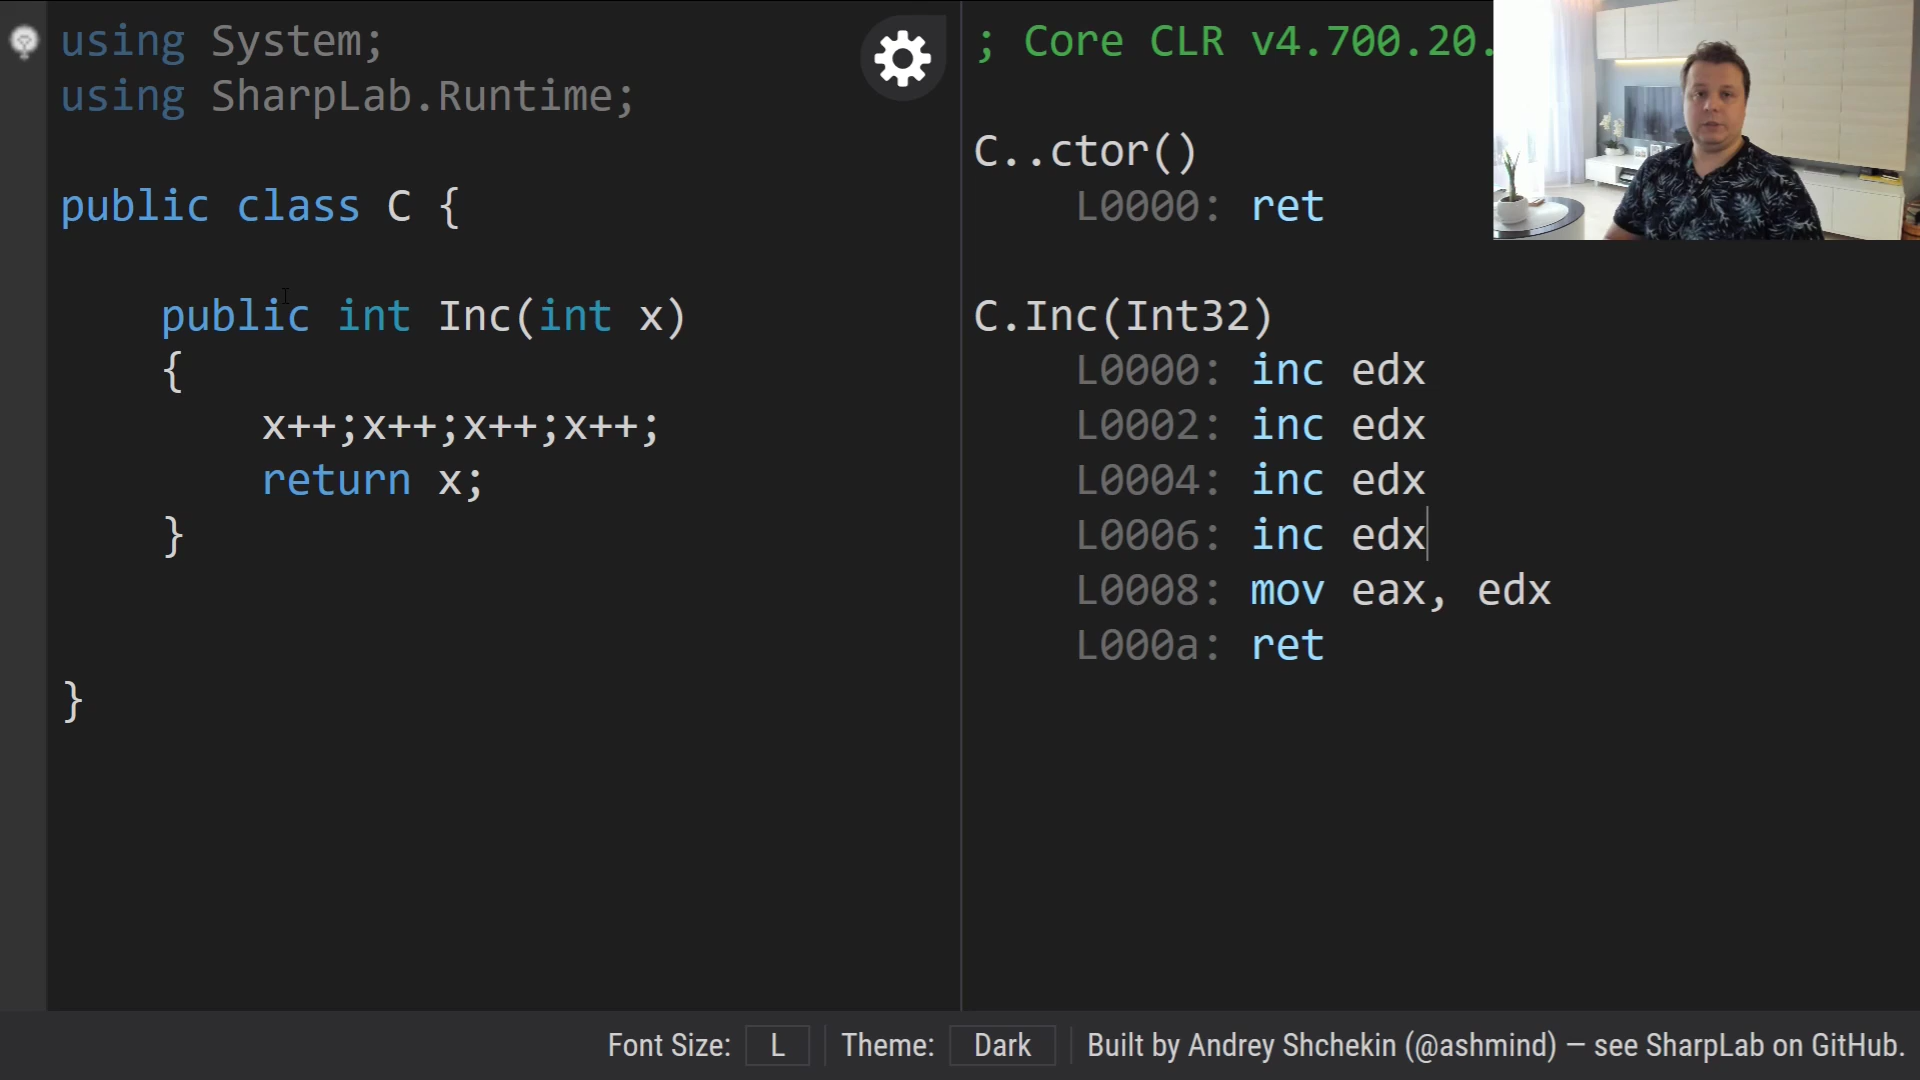 using System;
using SharpLab.Runtime;
public class C {
public int Inc(int x)
{
x++;x++;x++;x++;
return x;
}
}
; Core CLR v4.700.20.
C..ctor()
L0000: ret
C.Inc(Int32)
L0000: inc edx
L0002: inc edx
L0004: inc edx
L0006: inc edx
L0008: mov eax, edx
L000a: ret
Font Size: L Theme: Dark Built by Andrey Shchekin (@ashmind) — see SharpLab on GitHub.